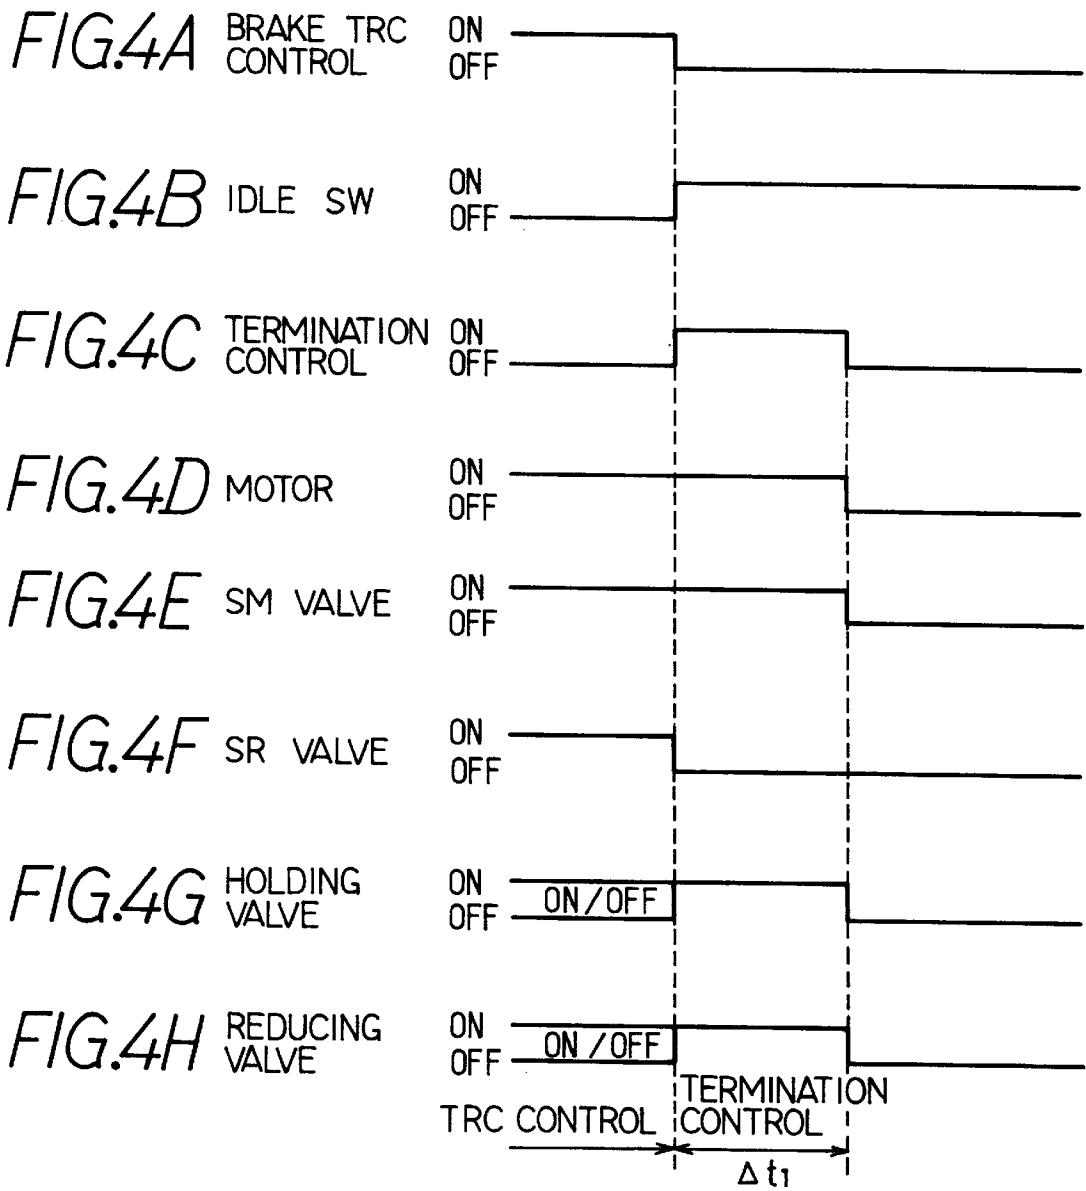 FIG.4A BRAKE TRC CONTROL ON OFF
FIG.4B IDLE SW ON OFF
FIG.4C TERMINATION CONTROL ON OFF
FIG.4D MOTOR ON OFF
FIG.4E SM VALVE ON OFF
FIG.4F SR VALVE ON OFF
FIG.4G HOLDING VALVE ON OFF ON/OFF
FIG.4H REDUCING VALVE ON OFF ON/OFF
TRC CONTROL
TERMINATION
CONTROL
Δt1